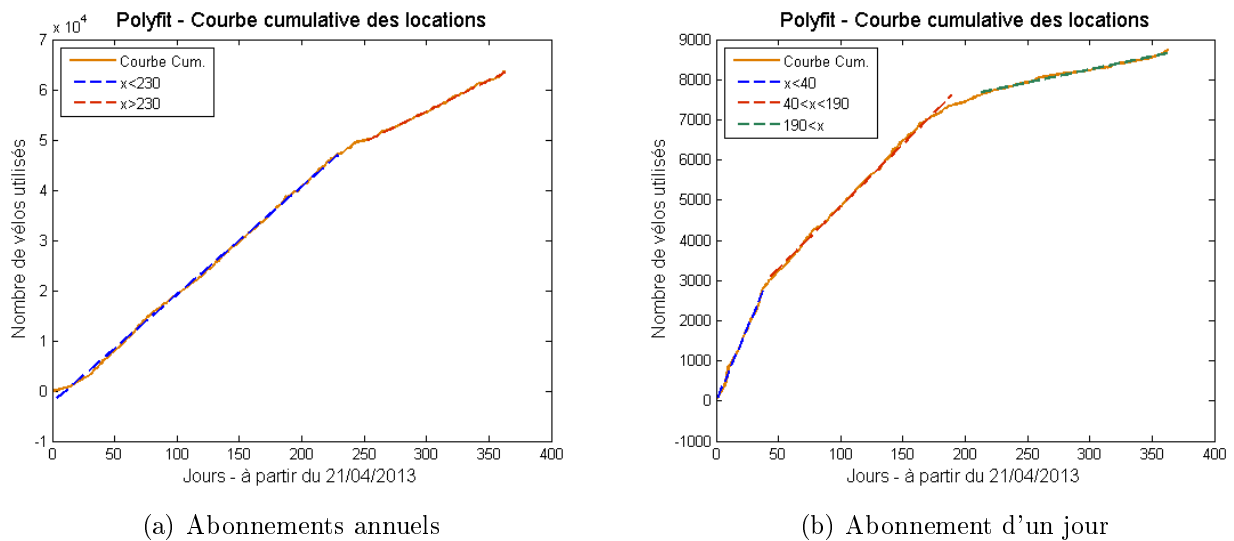 Polyfit - Courbe cumulative des locations
x 10^4
7
6
5
4
3
2
1
0
-1
Nombre de vélos utilisés
Courbe Cum.
x<230
x>230
0 50 100 150 200 250 300 350 400
Jours - à partir du 21/04/2013
(a) Abonnements annuels
Polyfit - Courbe cumulative des locations
9000
8000
7000
6000
5000
4000
3000
2000
1000
0
-1000
Nombre de vélos utilisés
Courbe Cum.
x<40
40<x<190
190<x
0 50 100 150 200 250 300 350 400
Jours - à partir du 21/04/2013
(b) Abonnement d'un jour